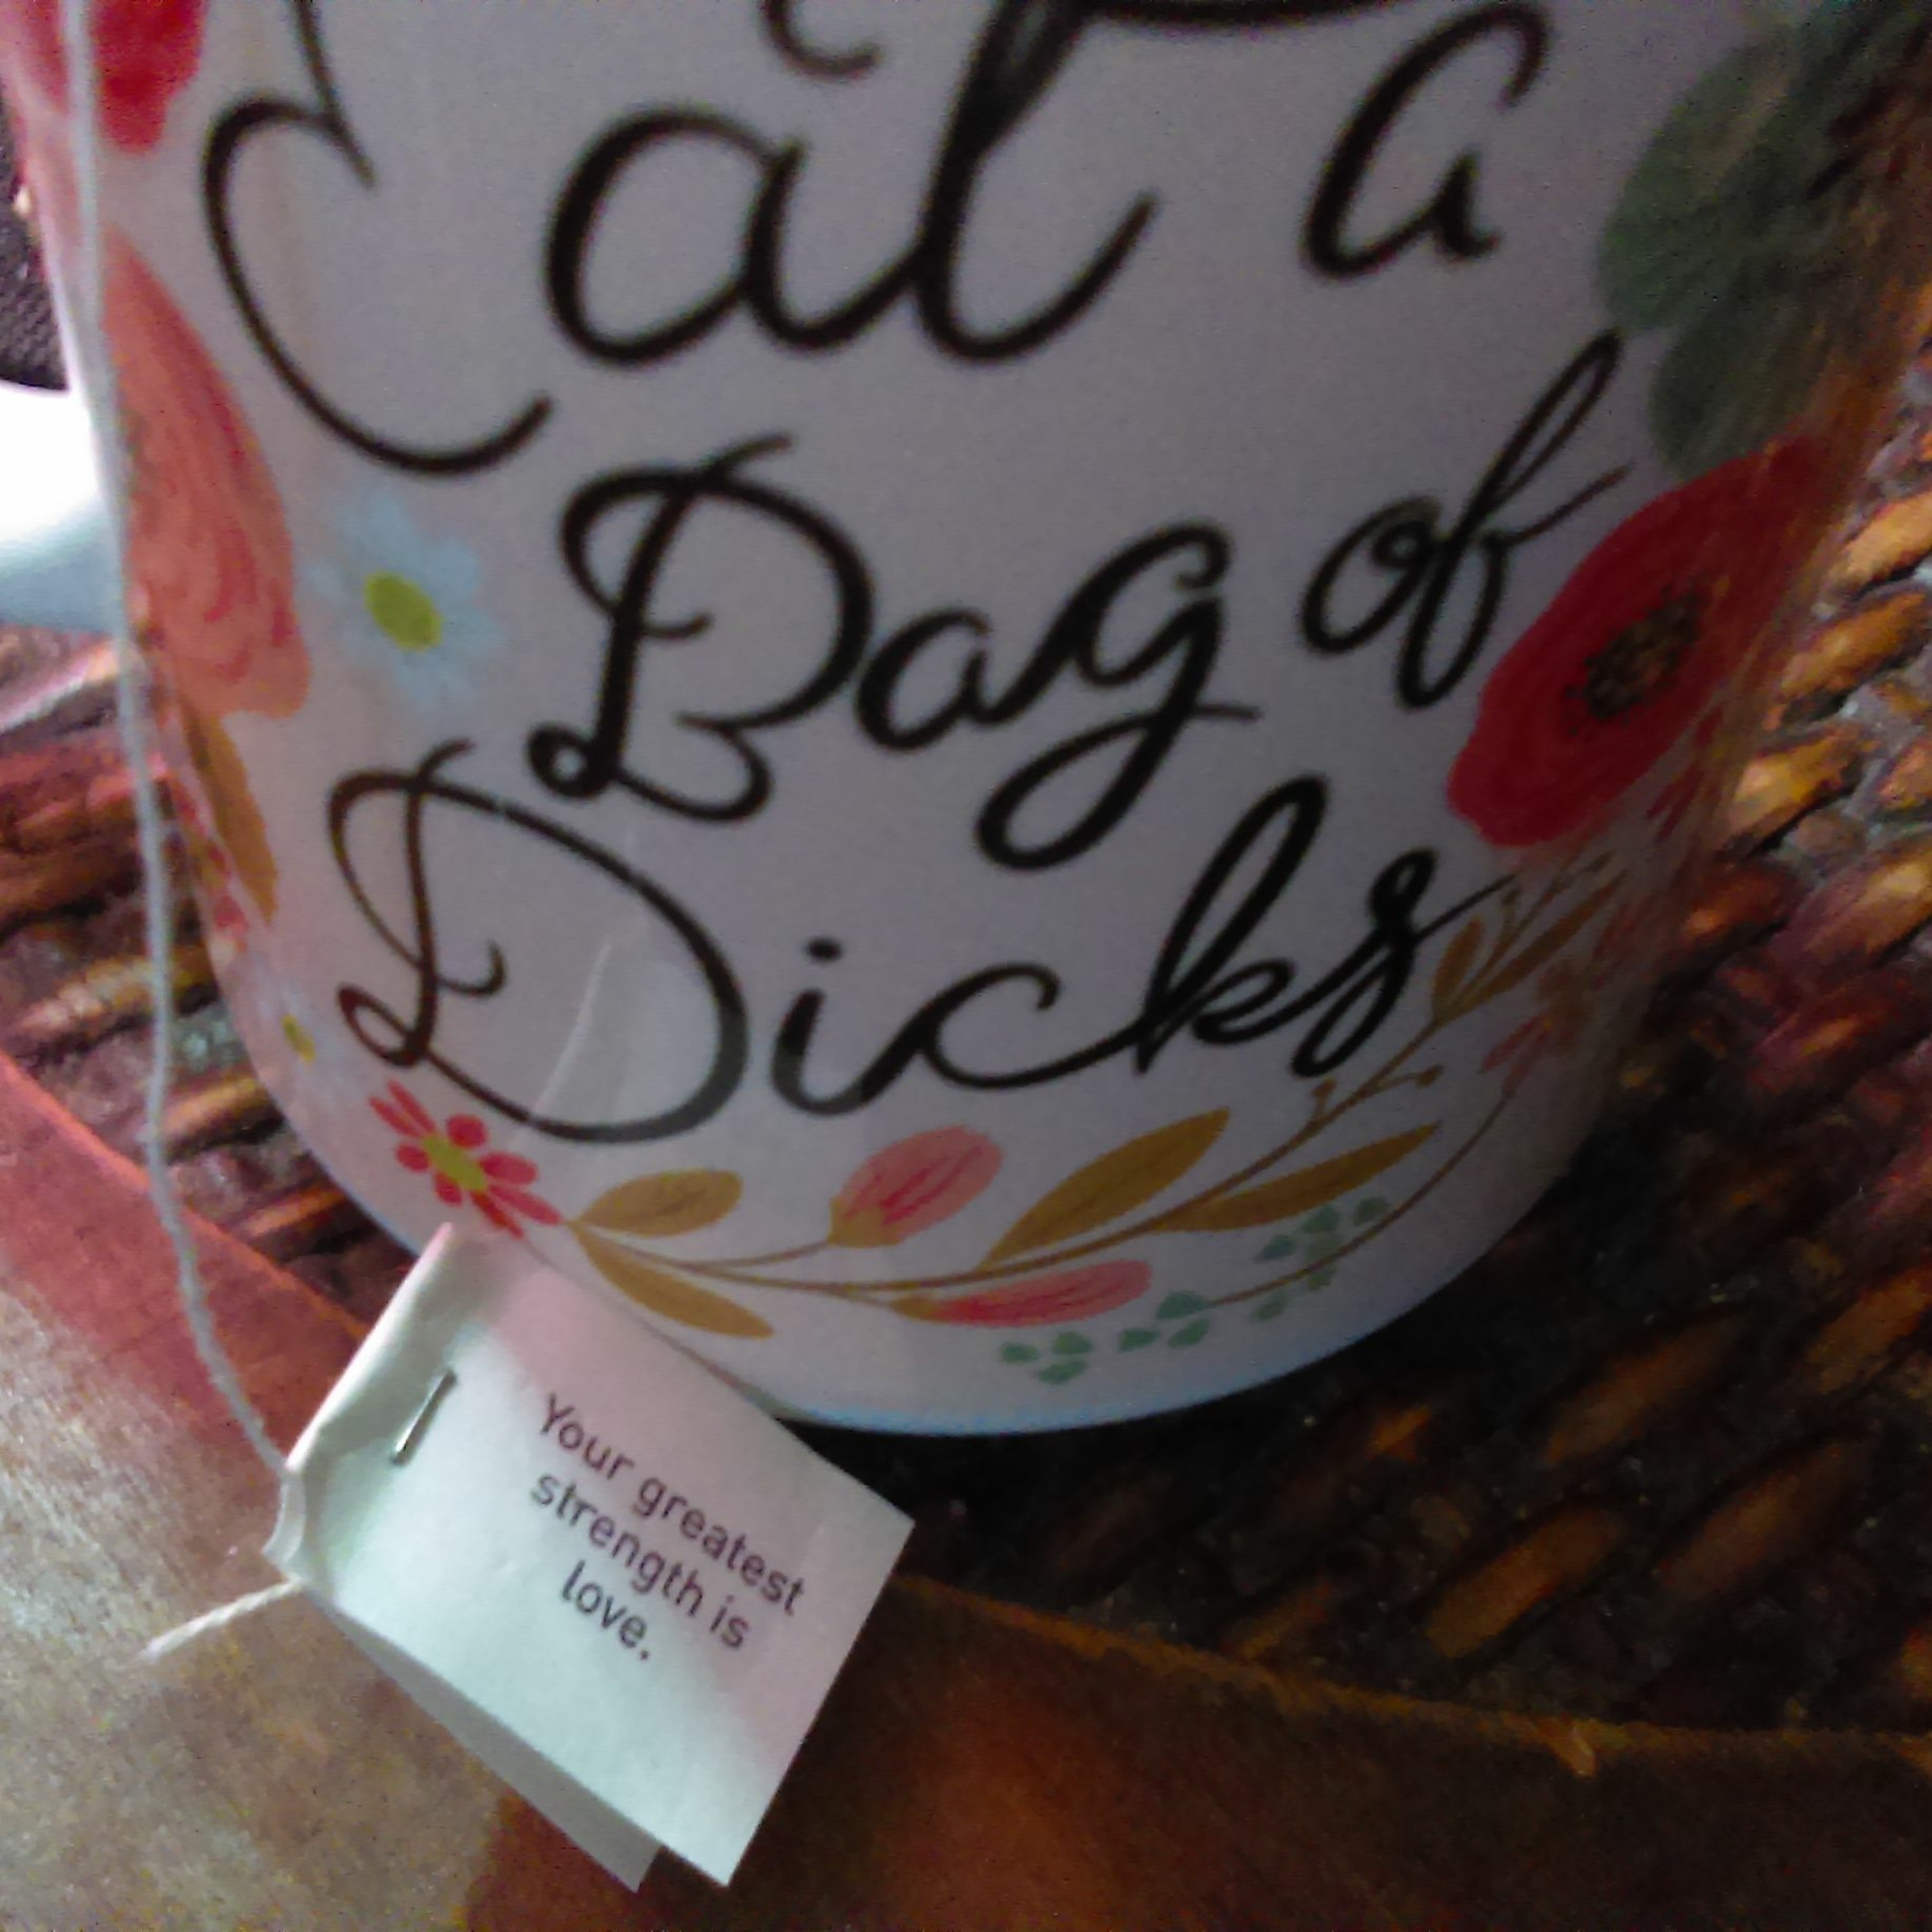 Eat a
Bag of
Dicks
Your greatest
strength is
love.